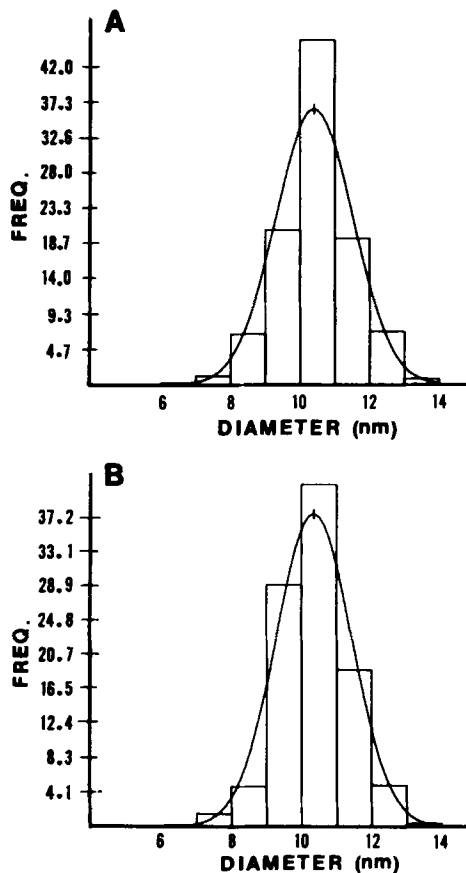 A
FREQ.
42.0
37.3
32.6
28.0
23.3
18.7
14.0
9.3
4.7
6 8 10 12 14
DIAMETER (nm)
B
FREQ.
37.2
33.1
28.9
24.8
20.7
16.5
12.4
8.3
4.1
6 8 10 12 14
DIAMETER (nm)